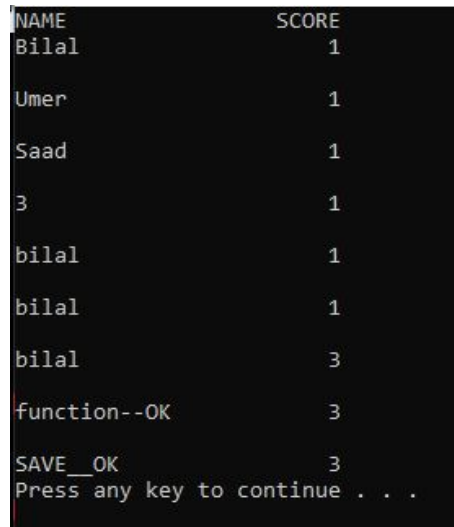 NAME SCORE
Bilal 1
Umer 1
Saad 1
3 1
bilal 1
bilal 1
bilal 3
function--OK 3
SAVE__OK 3
Press any key to continue . . .